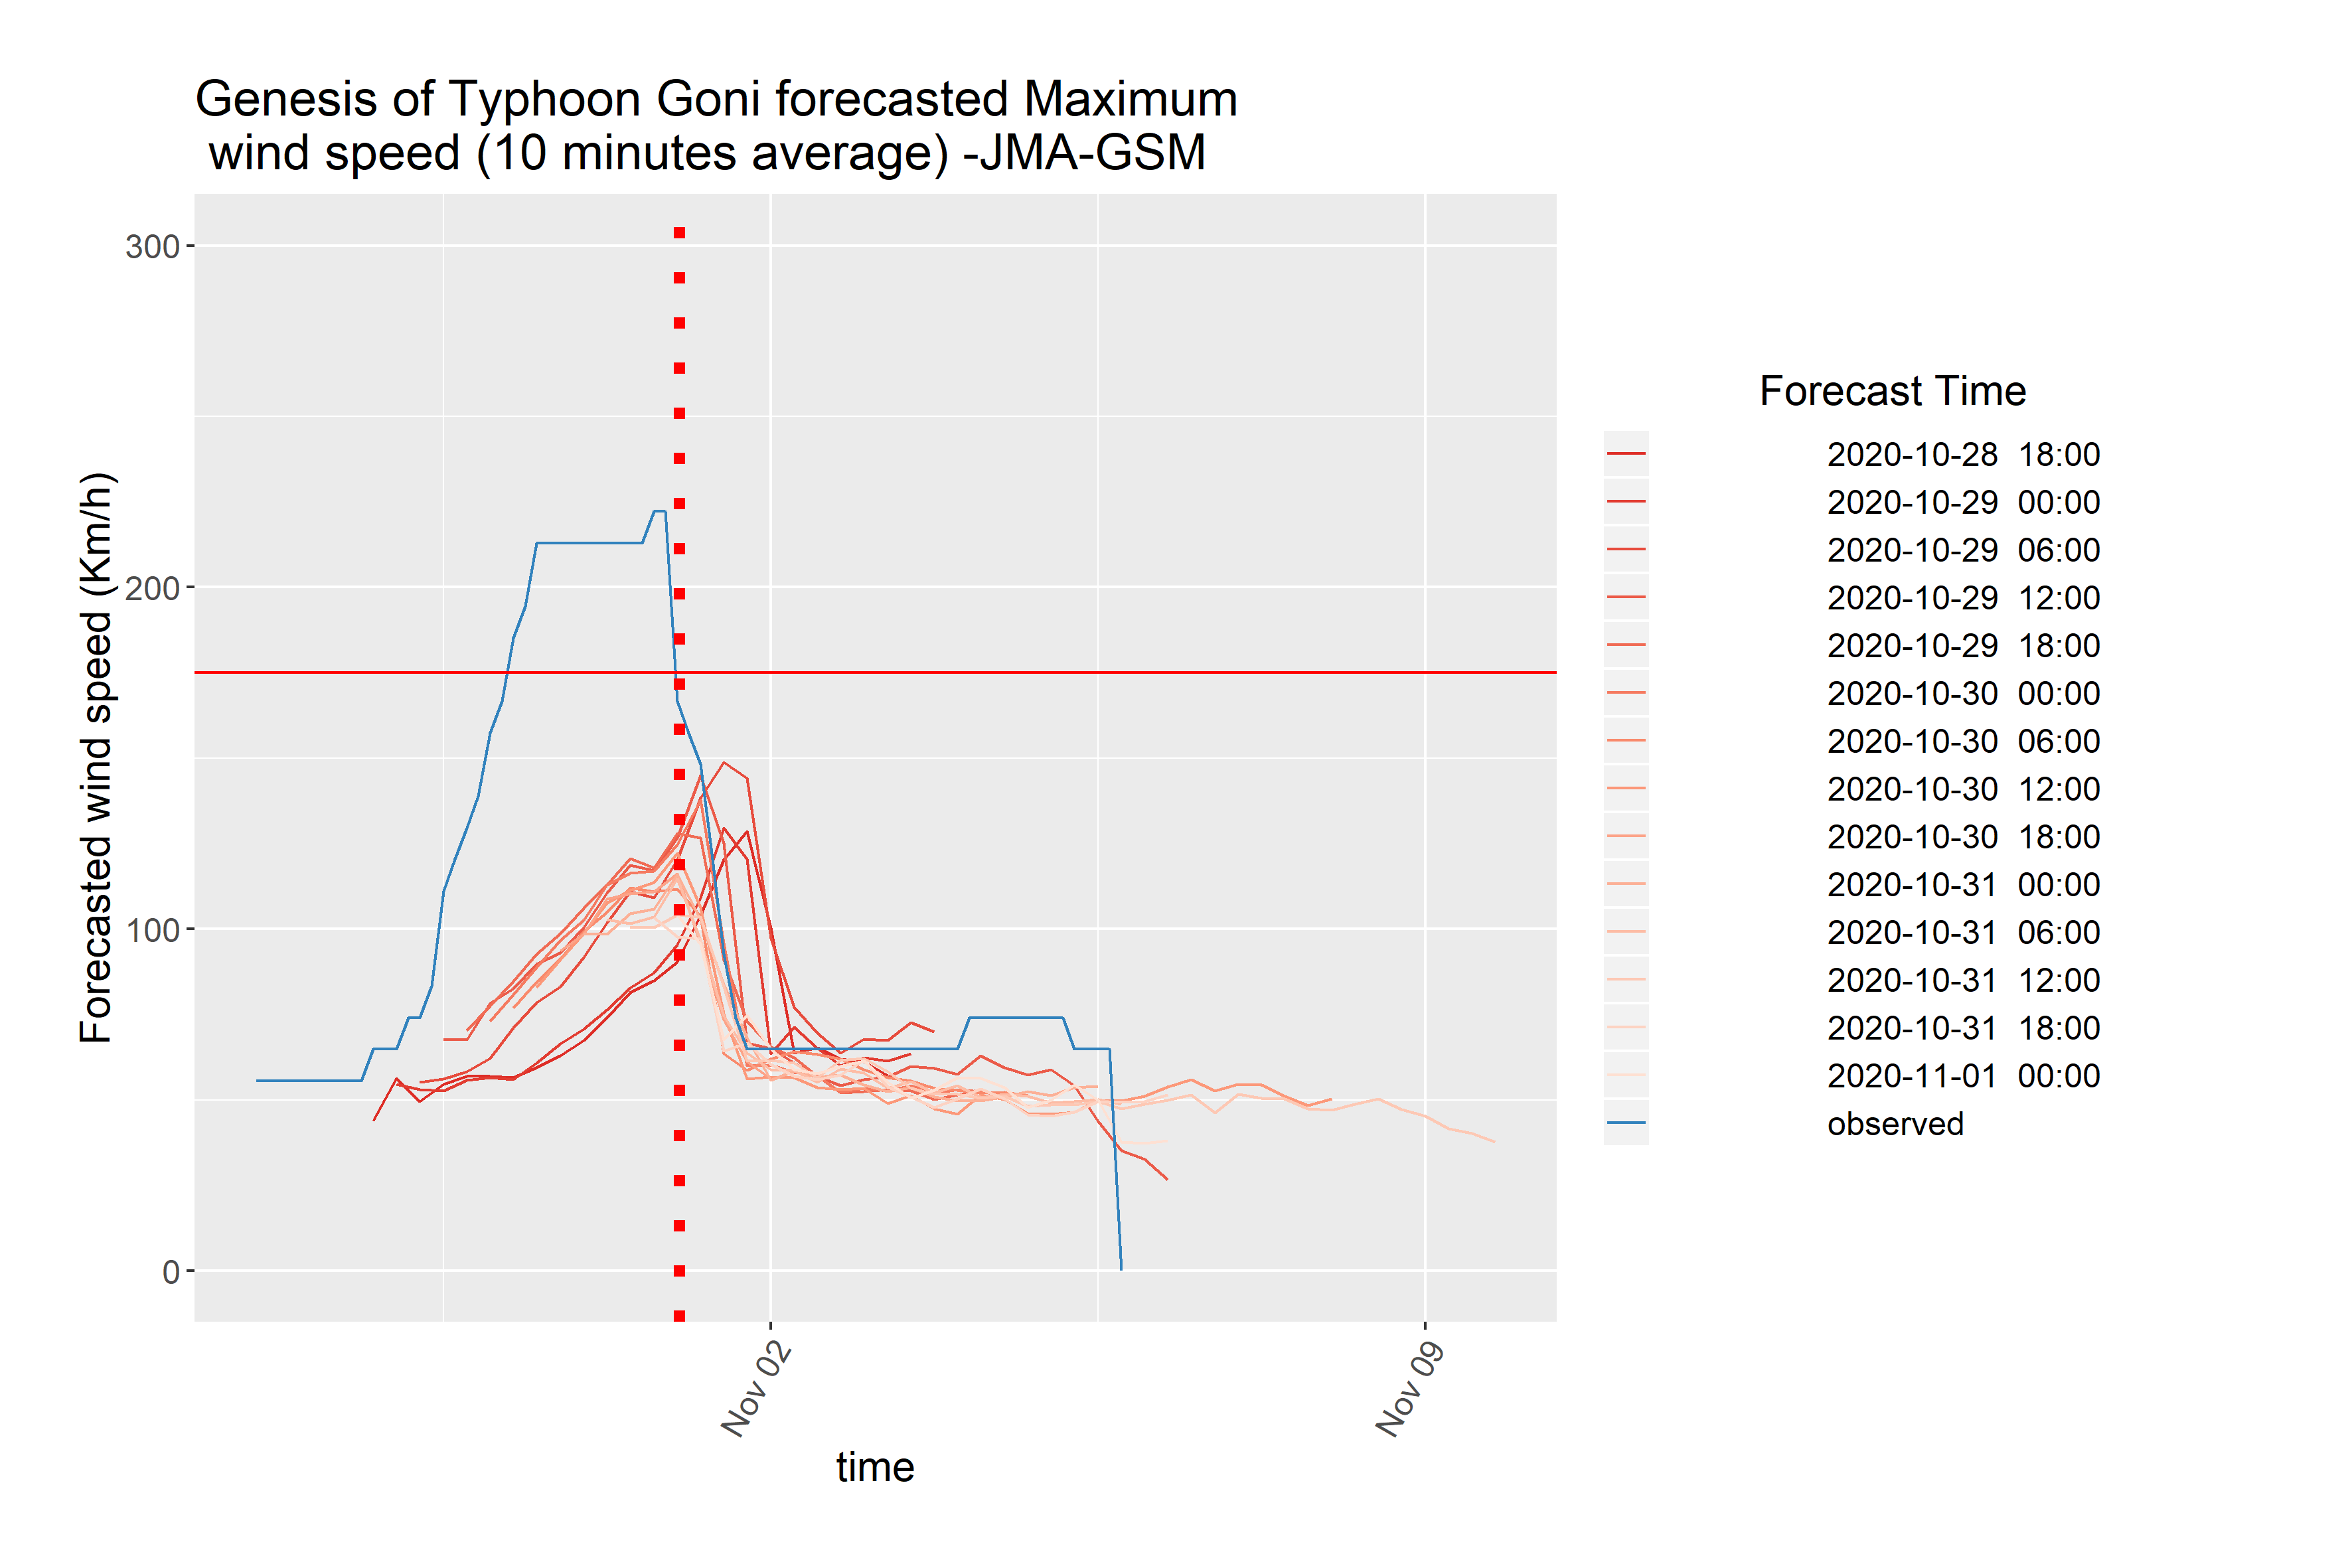 Genesis of Typhoon Goni forecasted Maximum
wind speed (10 minutes average) -JMA-GSM
Forecasted wind speed (Km/h)
300
200
100
0
Nov 02
Nov 09
time
Forecast Time
2020-10-28 18:00
2020-10-29 00:00
2020-10-29 06:00
2020-10-29 12:00
2020-10-29 18:00
2020-10-30 00:00
2020-10-30 06:00
2020-10-30 12:00
2020-10-30 18:00
2020-10-31 00:00
2020-10-31 06:00
2020-10-31 12:00
2020-10-31 18:00
2020-11-01 00:00
observed